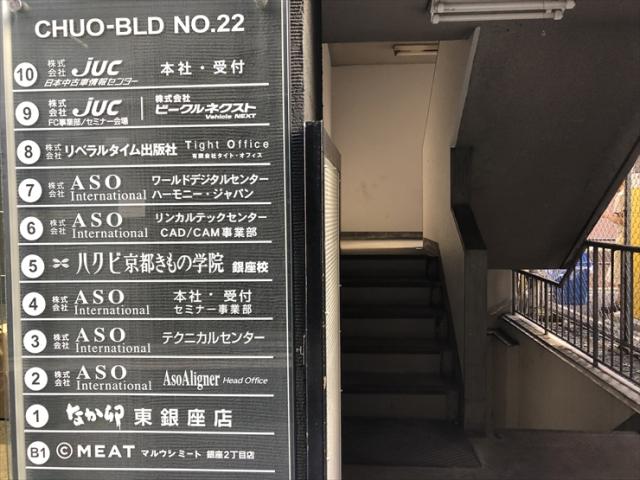 CHUO-BLD NO.22
10 株式会社 JUC 本社・受付
日本中古車情報センター
9 株式会社 JUC 株式会社 ビークルネクスト
FC事業部/セミナー会場 Vehicle NEXT
8 株式会社 リベラルタイム出版社 Tight Office
有限会社タイト・オフィス
7 株式会社 ASO International ワールドデジタルセンター
ハーモニー・ジャパン
6 株式会社 ASO International リンカルテックセンター
CAD/CAM事業部
5 ハクビ京都きもの学院 銀座校
4 株式会社 ASO International 本社・受付
セミナー事業部
3 株式会社 ASO International テクニカルセンター
2 株式会社 ASO International AsoAligner Head Office
1 なか卯 東銀座店
B1 ©MEAT マルウシミート 銀座2丁目店